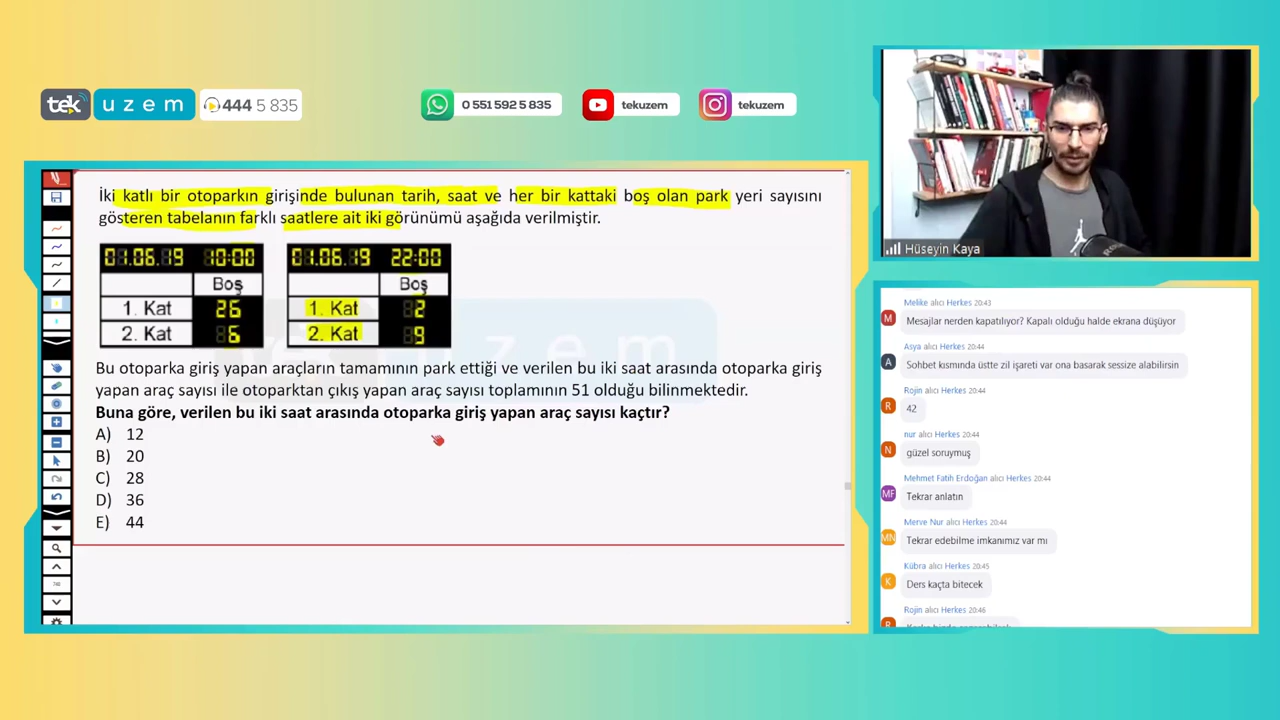 tek uzem 444 5 835
0 551 592 5 835
tekuzem
tekuzem
İki katlı bir otoparkın girişinde bulunan tarih, saat ve her bir kattaki boş olan park yeri sayısını
gösteren tabelanın farklı saatlere ait iki görünümü aşağıda verilmiştir.
01.06.19 10:00
Boş
1. Kat 26
2. Kat 6
01.06.19 22:00
Boş
1. Kat 2
2. Kat 9
uzem
Bu otoparka giriş yapan araçların tamamının park ettiği ve verilen bu iki saat arasında otoparka giriş
yapan araç sayısı ile otoparktan çıkış yapan araç sayısı toplamının 51 olduğu bilinmektedir.
Buna göre, verilen bu iki saat arasında otoparka giriş yapan araç sayısı kaçtır?
A) 12
B) 20
C) 28
D) 36
E) 44
Hüseyin Kaya
Melike alıcı Herkes 20:43
M
Mesajlar nerden kapatılıyor? Kapalı olduğu halde ekrana düşüyor
Asya alıcı Herkes 20:44
A
Sohbet kısmında üstte zil işareti var ona basarak sessize alabilirsin
Rojin alıcı Herkes 20:44
R
42
nur alıcı Herkes 20:44
N
güzel soruymuş
Mehmet Fatih Erdoğan alıcı Herkes 20:44
MF
Tekrar anlatın
Merve Nur alıcı Herkes 20:44
MN
Tekrar edebilme imkanımız var mı
Kübra alıcı Herkes 20:45
K
Ders kaçta bitecek
Rojin alıcı Herkes 20:46
R